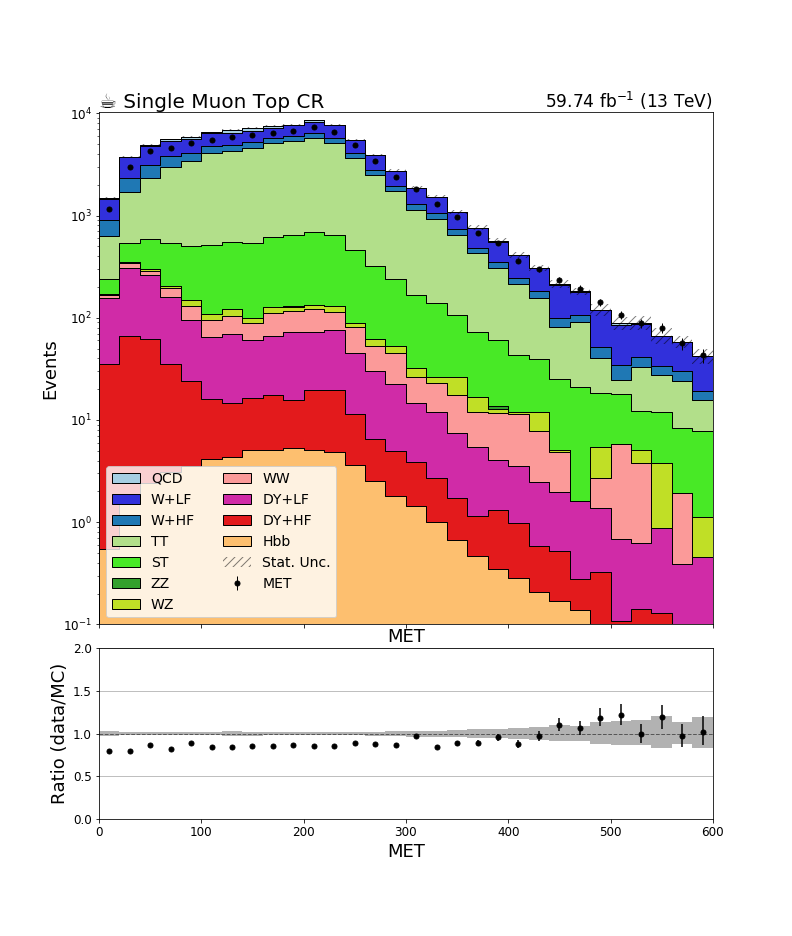 ☕ Single Muon Top CR 59.74 fb⁻¹ (13 TeV)
Events
10⁴
10³
10²
10¹
10⁰
10⁻¹
QCD
W+LF
W+HF
TT
ST
ZZ
WZ
WW
DY+LF
DY+HF
Hbb
Stat. Unc.
MET
MET
Ratio (data/MC)
2.0
1.5
1.0
0.5
0.0
0 100 200 300 400 500 600
MET